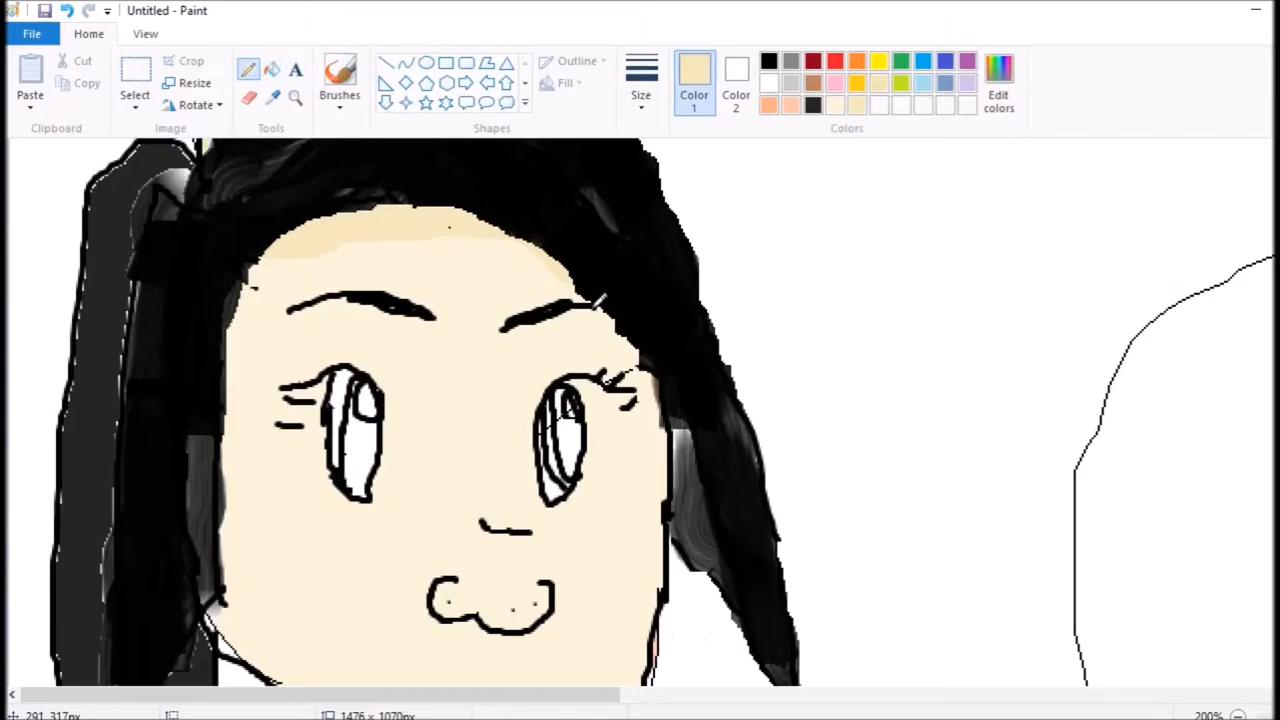 Untitled - Paint
File Home View
Cut
Copy
Paste
Clipboard
Select
Crop
Resize
Rotate
Image
Tools
Brushes
Outline
Fill
Shapes
Size
Color 1
Color 2
Edit colors
Colors
291, 317px
1476 × 1070px
200%